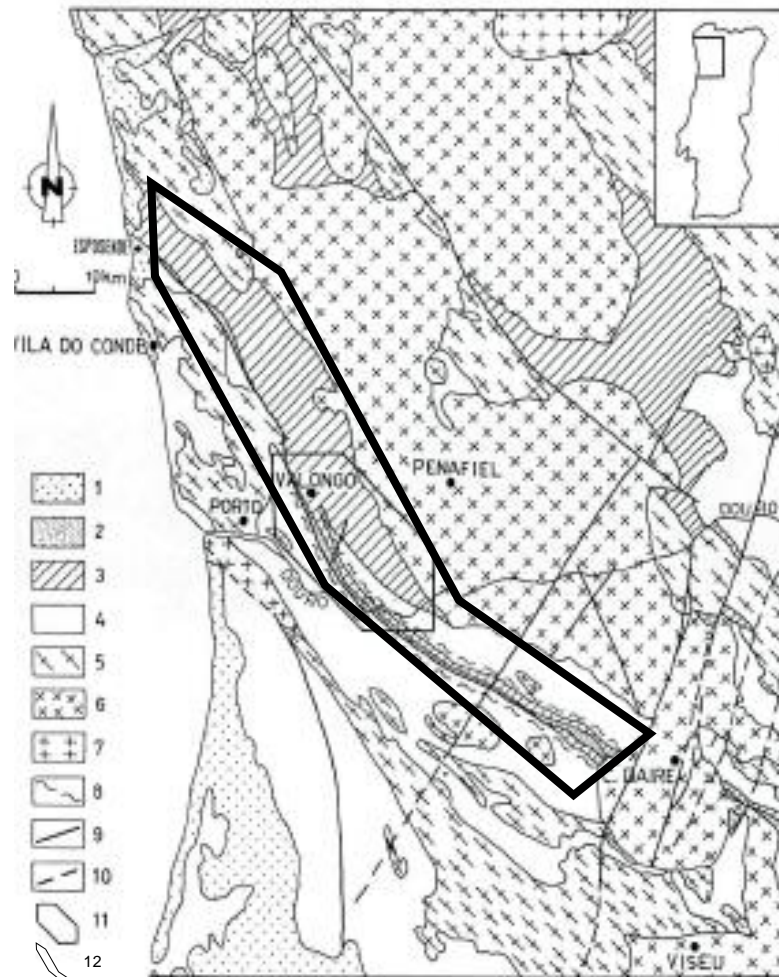 N
ESPOSENDE
10km
VILA DO CONDE
PENAFIEL
VALONGO
PORTO
DOURO
DOURO
1
2
3
4
5
6
7
8
9
10
11
12
VISEU